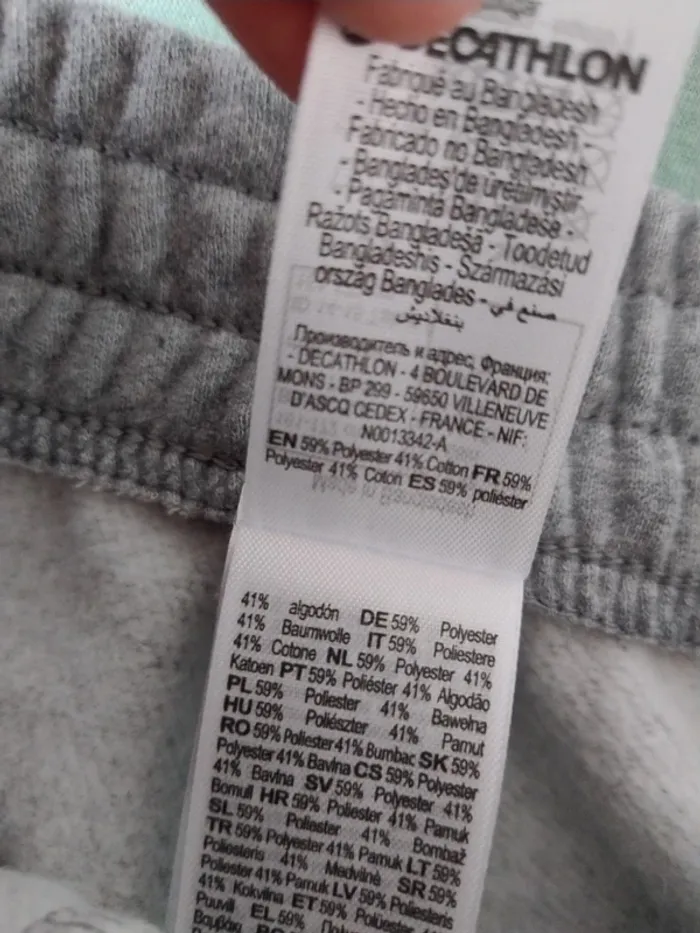 DECATHLON
Fabriqué au Bangladesh
- Hecho en Bangladesh -
Fabricado no Bangladesh
- Bangladeş'de üretilmiştir
- Pagaminta Bangladeše -
Ražots Bangladešā - Toodetud
Bangladeshis - Származási
ország Banglades - صنع في
بنغلاديش
Производитель и адрес, Франция:
- DECATHLON - 4 BOULEVARD DE
MONS - BP 299 - 59650 VILLENEUVE
D'ASCQ CEDEX - FRANCE - NIF:
N0013342-A
EN 59% Polyester 41% Cotton FR 59%
Polyester 41% Coton ES 59% poliéster
41% algodón DE 59% Polyester
41% Baumwolle IT 59% Poliestere
41% Cotone NL 59% Polyester 41%
Katoen PT 59% Poliéster 41% Algodão
PL 59% Poliester 41% Bawełna
HU 59% Poliészter 41% Pamut
RO 59% Poliester 41% Bumbac SK 59%
Polyester 41% Bavlna CS 59% Polyester
41% Bavlna SV 59% Polyester 41%
Bomull HR 59% Poliester 41% Pamuk
SL 59% Poliester 41% Bombaž
TR 59% Polyester 41% Pamuk LT 59%
Poliesteris 41% Medvilnė SR 59%
Poliester 41% Pamuk LV 59% Poliesteris
41% Kokvilna ET 59% Polüester 41%
Puuvill EL 59%
Βαμβάκι